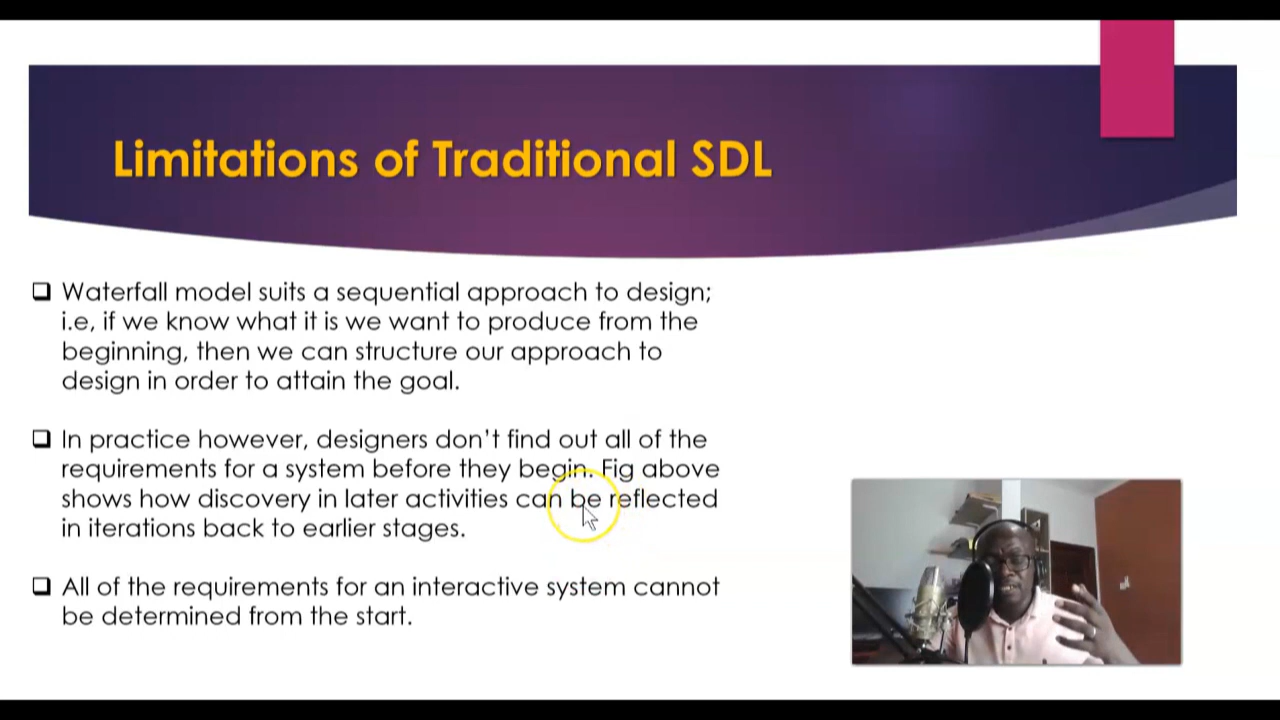 Limitations of Traditional SDL
Waterfall model suits a sequential approach to design;
i.e, if we know what it is we want to produce from the
beginning, then we can structure our approach to
design in order to attain the goal.
In practice however, designers don't find out all of the
requirements for a system before they begin. Fig above
shows how discovery in later activities can be reflected
in iterations back to earlier stages.
All of the requirements for an interactive system cannot
be determined from the start.